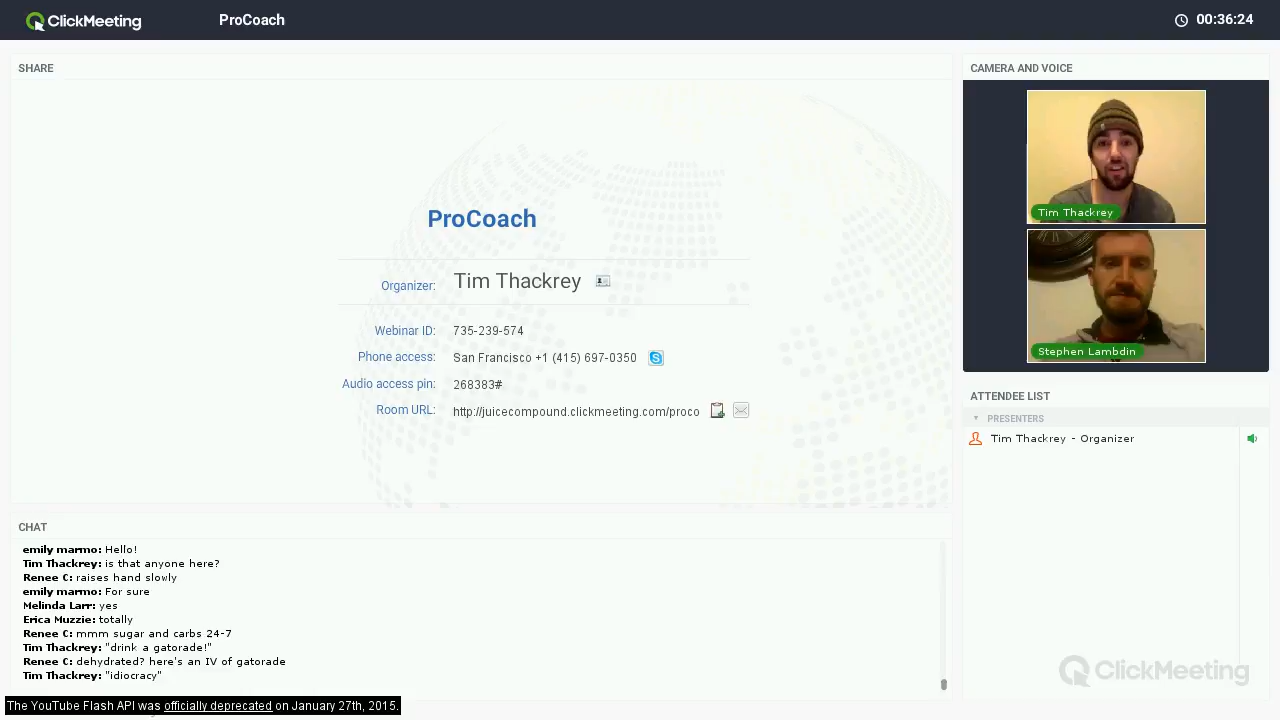 ClickMeeting
ProCoach
00:36:24
SHARE
ProCoach
Organizer: Tim Thackrey
Webinar ID: 735-239-574
Phone access: San Francisco +1 (415) 697-0350
Audio access pin: 268383#
Room URL: http://juicecompound.clickmeeting.com/proco
CAMERA AND VOICE
Tim Thackrey
Stephen Lambdin
ATTENDEE LIST
PRESENTERS
Tim Thackrey - Organizer
CHAT
emily marmo: Hello!
Tim Thackrey: is that anyone here?
Renee C: raises hand slowly
emily marmo: For sure
Melinda Larr: yes
Erica Muzzie: totally
Renee C: mmm sugar and carbs 24-7
Tim Thackrey: "drink a gatorade!"
Renee C: dehydrated? here's an IV of gatorade
Tim Thackrey: "idiocracy"
ClickMeeting
The YouTube Flash API was officially deprecated on January 27th, 2015.